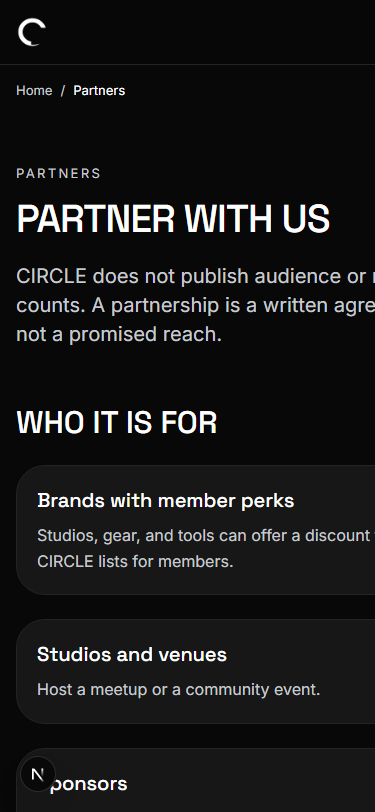 Home / Partners
PARTNERS
PARTNER WITH US
CIRCLE does not publish audience or
counts. A partnership is a written
not a promised reach.
WHO IT IS FOR
Brands with member perks
Studios, gear, and tools can offer a discount
CIRCLE lists for members.
Studios and venues
Host a meetup or a community event.
N
ponsors